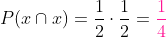 P(x ∩ x) = 1/2 · 1/2 = 1/4